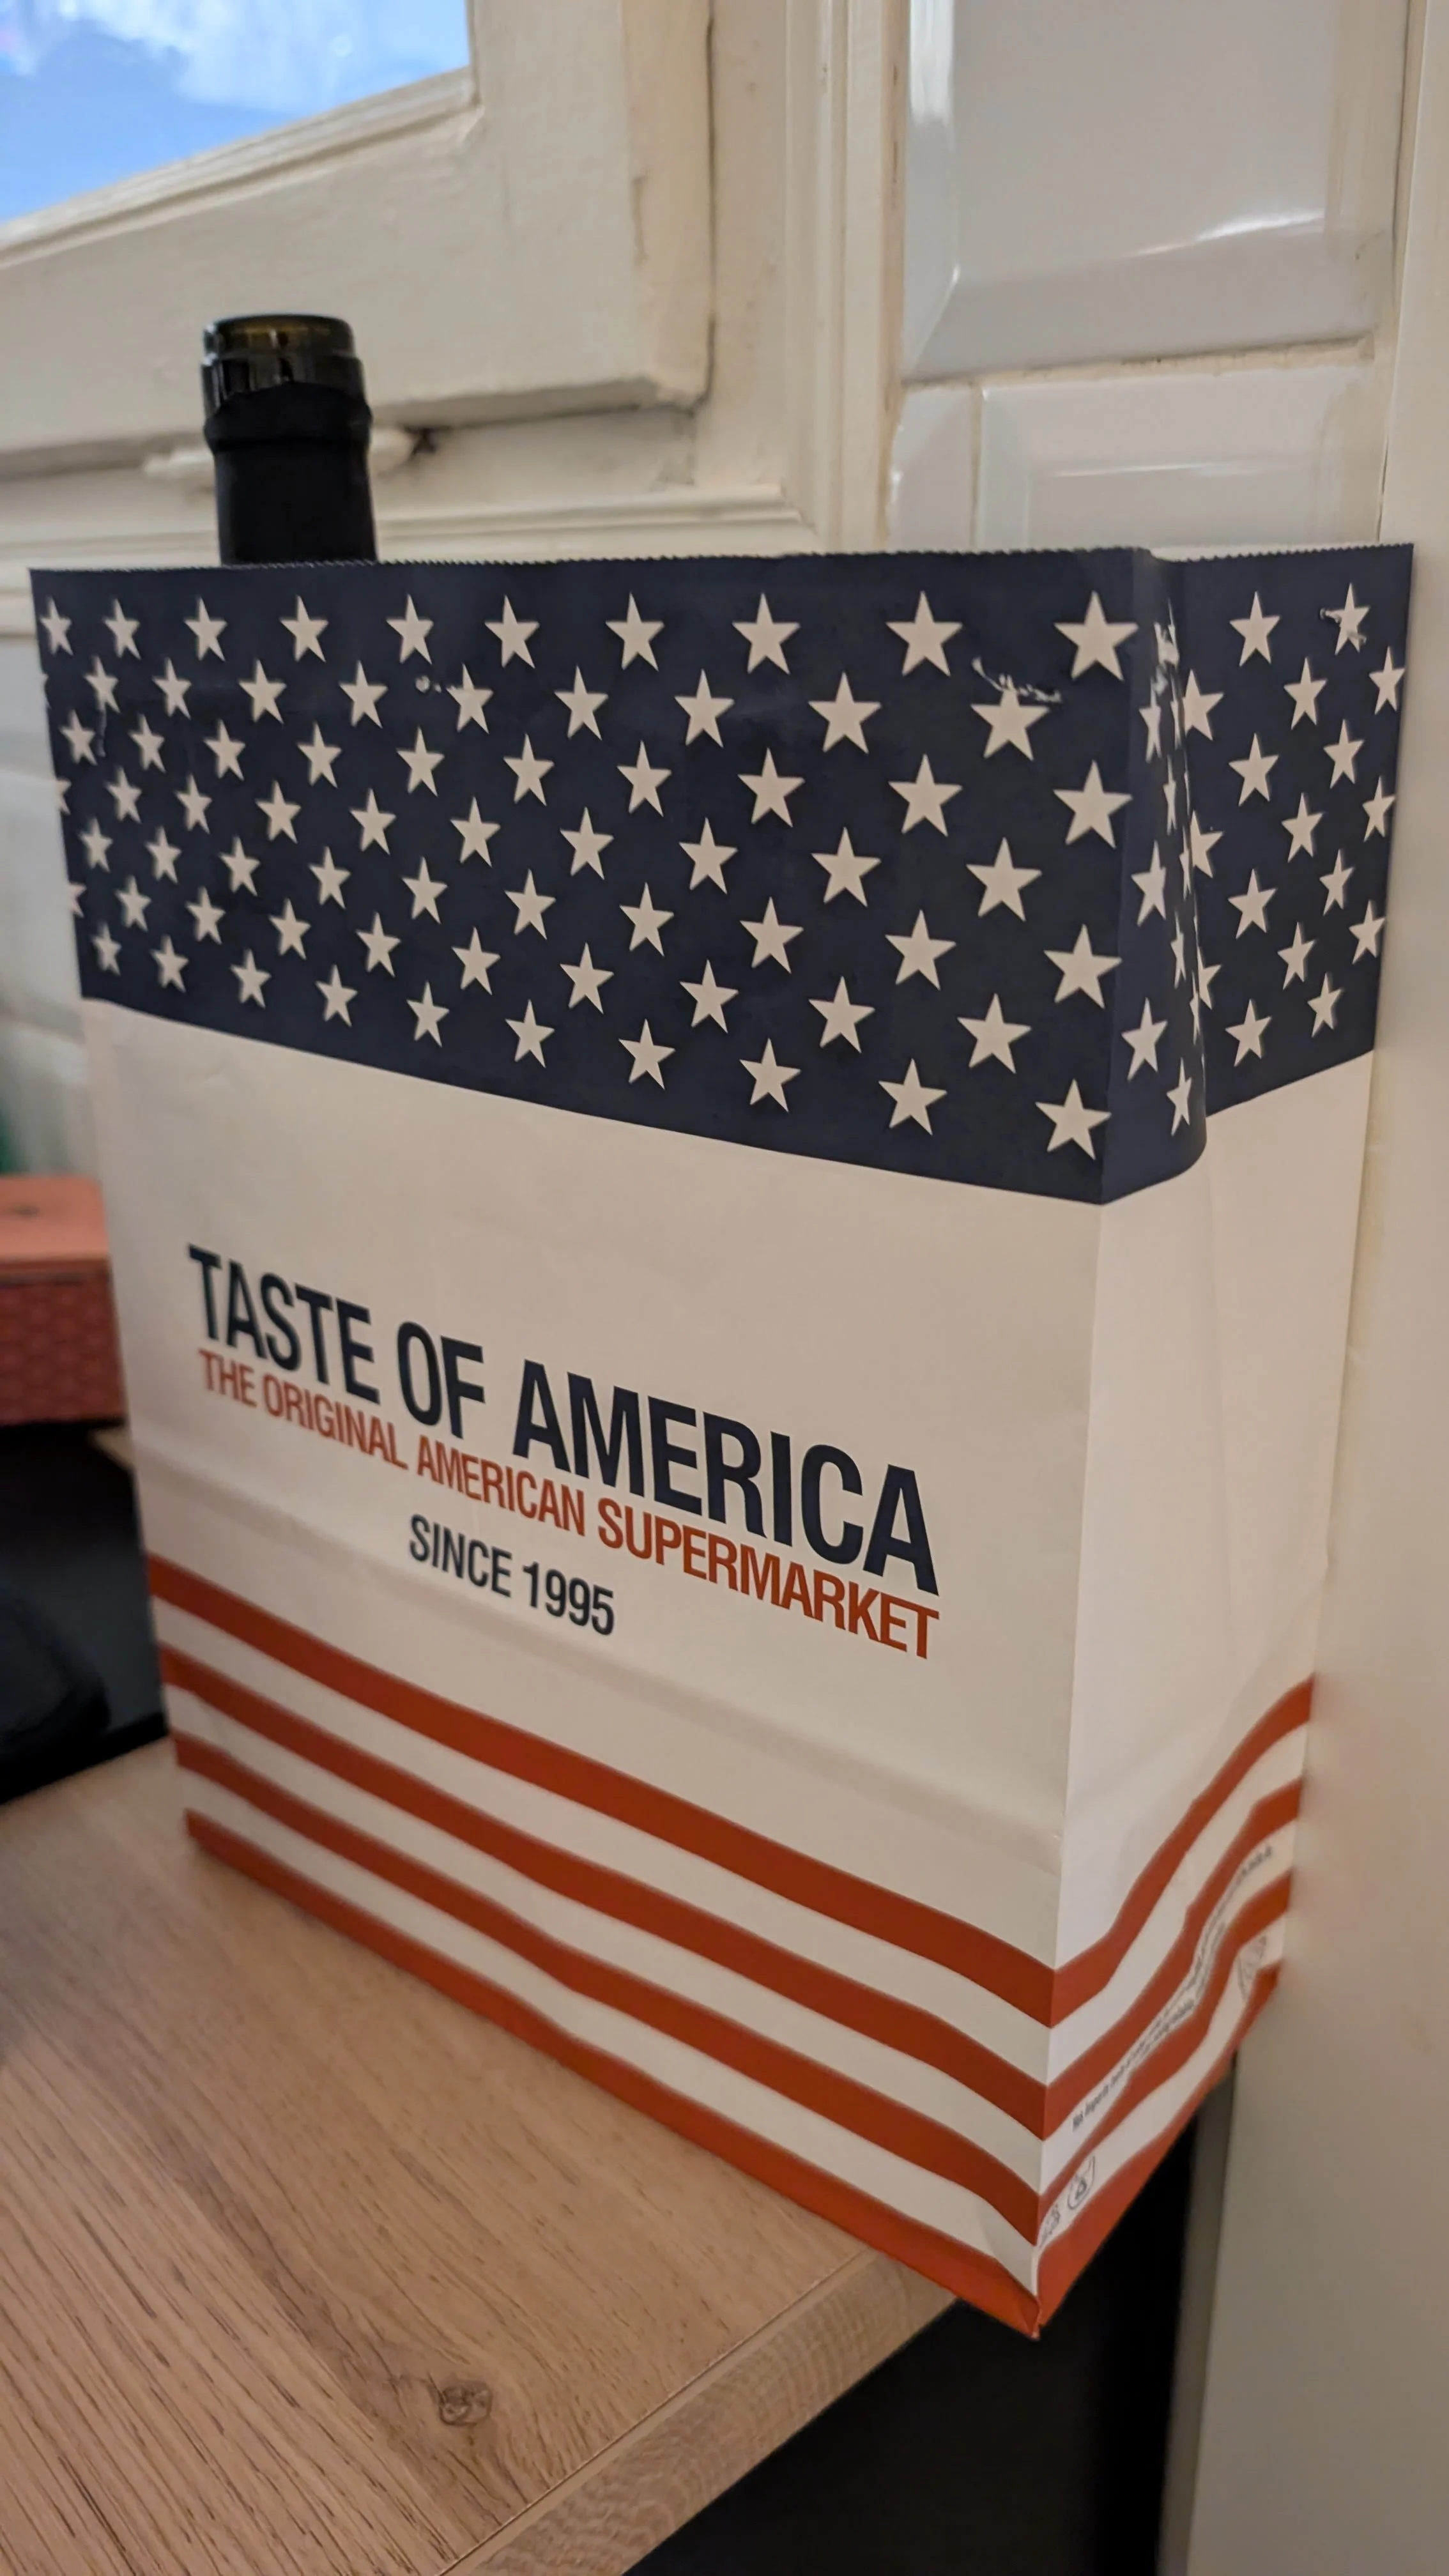 TASTE OF AMERICA
THE ORIGINAL AMERICAN SUPERMARKET
SINCE 1995